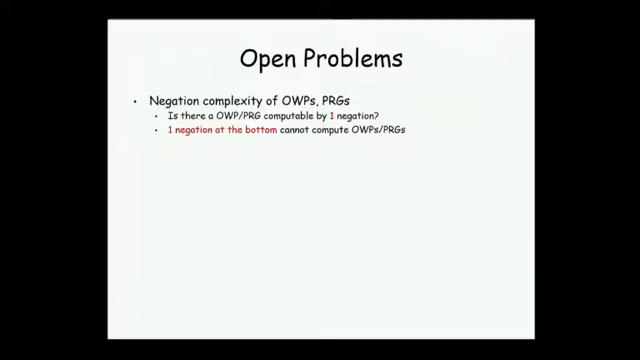 Open Problems
• Negation complexity of OWPs, PRGs
• Is there a OWP/PRG computable by 1 negation?
• 1 negation at the bottom cannot compute OWPs/PRGs